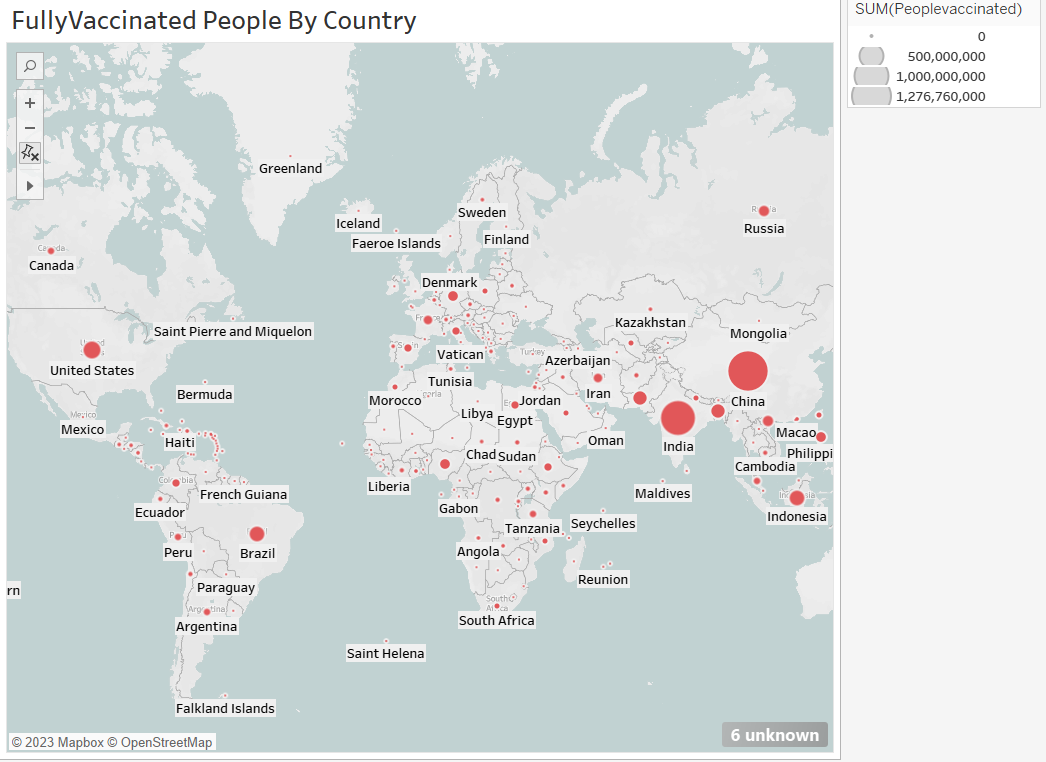 FullyVaccinated People By Country
SUM(Peoplevaccinated)
0
500,000,000
1,000,000,000
1,276,760,000
Greenland
Iceland
Sweden
Faeroe Islands
Finland
Russia
Canada
Denmark
Saint Pierre and Miquelon
Kazakhstan
Mongolia
United States
Vatican
Azerbaijan
Turkey
Bermuda
Tunisia
Morocco
Jordan
Iran
China
Mexico
Mexico
Libya
Egypt
Haiti
Chad
Sudan
Oman
India
Macao
Philippi
Cambodia
Liberia
French Guiana
Maldives
Ecuador
Gabon
Indonesia
Tanzania
Seychelles
Peru
Brazil
Angola
Paraguay
Reunion
rn
Argentina
Argentina
South
South Africa
Saint Helena
Falkland Islands
6 unknown
© 2023 Mapbox © OpenStreetMap